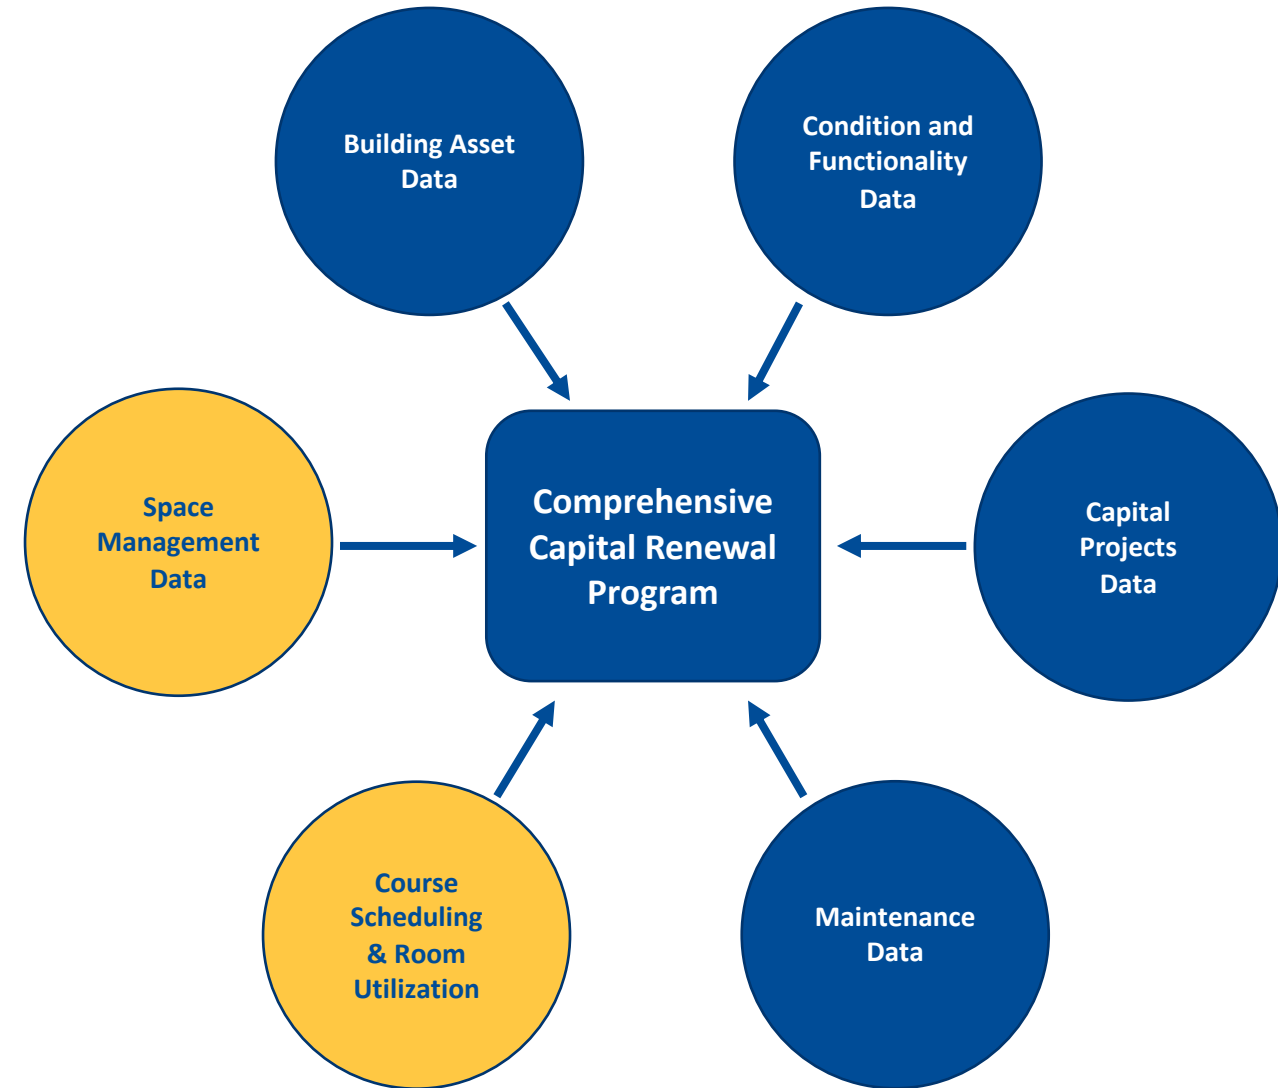 Building Asset
Data
Condition and
Functionality
Data
Space
Management
Data
Comprehensive
Capital Renewal
Program
Capital
Projects
Data
Course
Scheduling
& Room
Utilization
Maintenance
Data